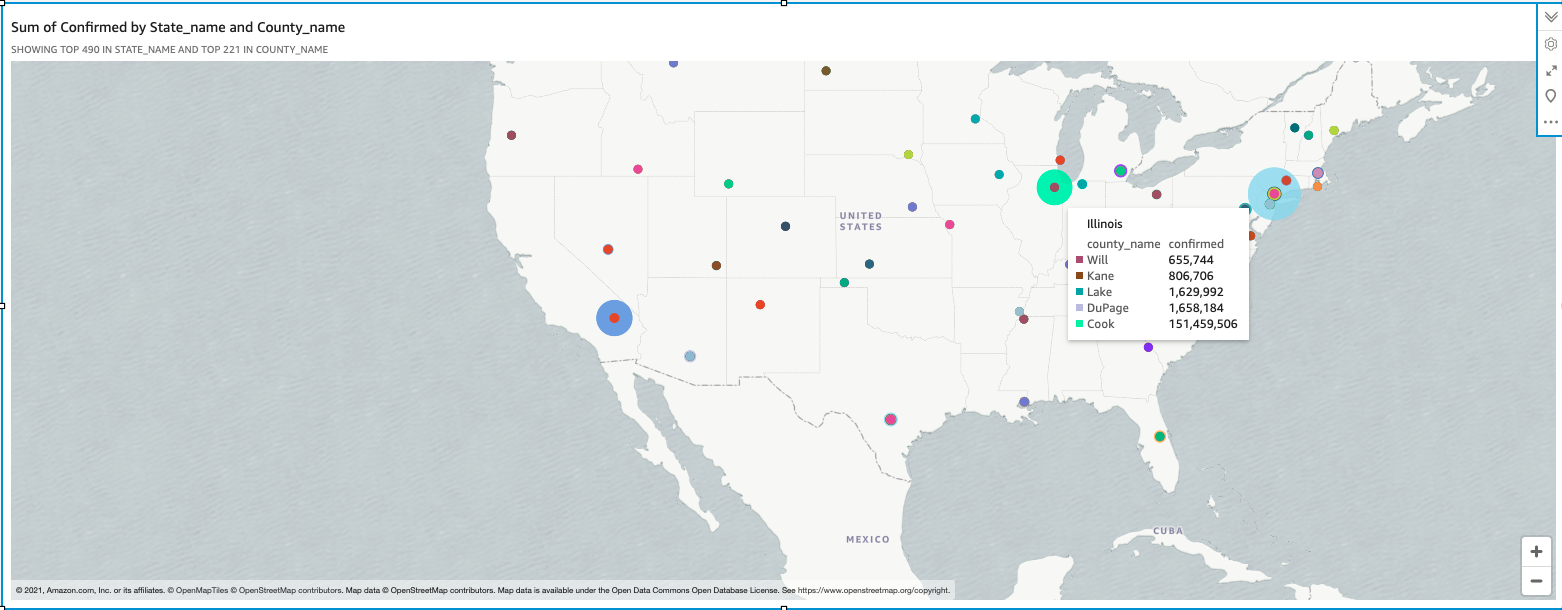 Sum of Confirmed by State_name and County_name
SHOWING TOP 490 IN STATE_NAME AND TOP 221 IN COUNTY_NAME
UNITED
STATES
Illinois
county_name confirmed
Will 655,744
Kane 806,706
Lake 1,629,992
DuPage 1,658,184
Cook 151,459,506
CUBA
MEXICO
© 2021, Amazon.com, Inc. or its affiliates. © OpenMapTiles © OpenStreetMap contributors. Map data © OpenStreetMap contributors. Map data is available under the Open Data Commons Open Database License. See https://www.openstreetmap.org/copyright.